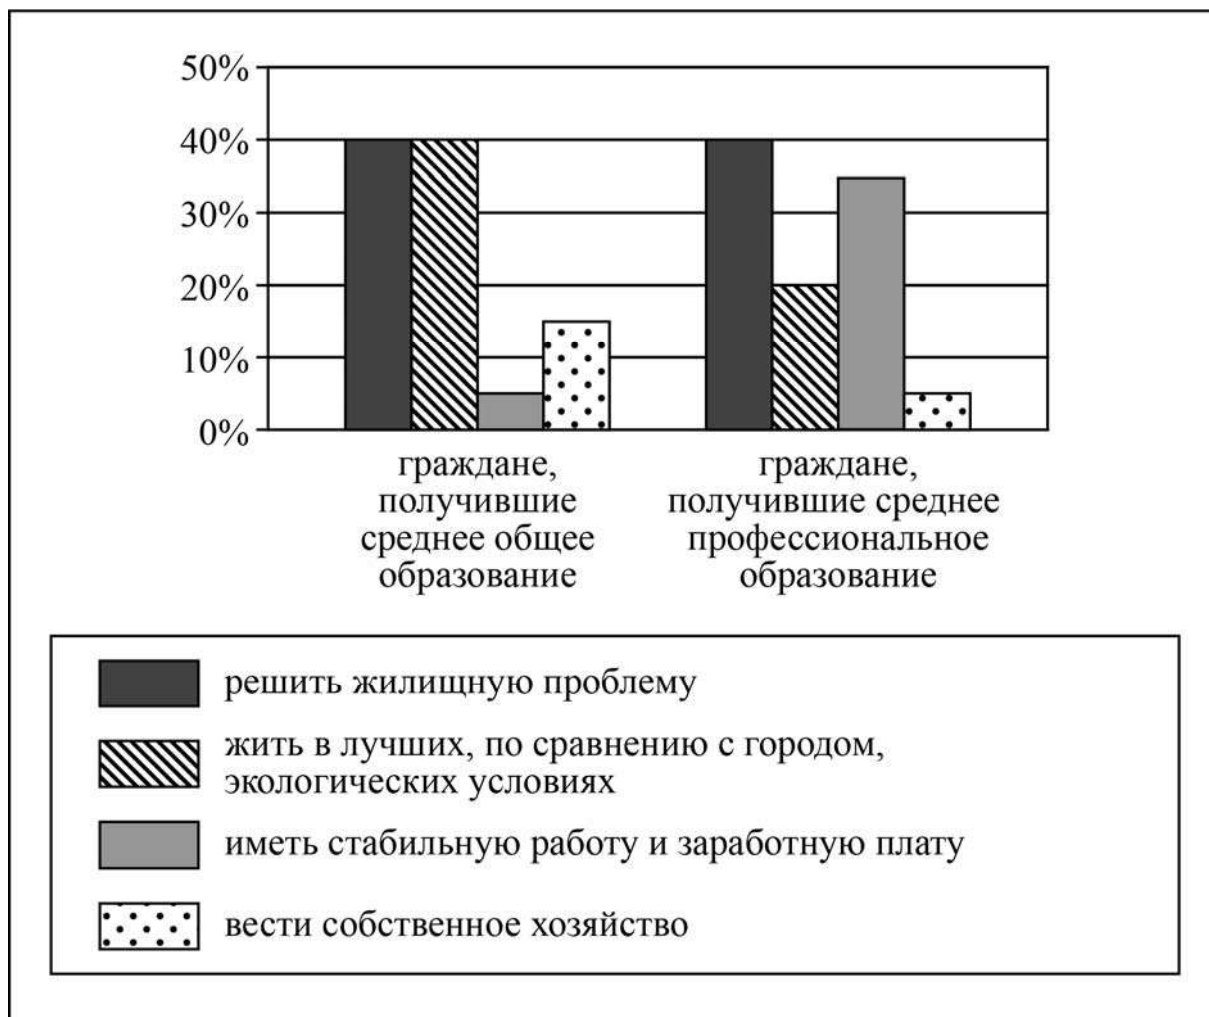 50%
40%
30%
20%
10%
0%
граждане,
получившие
среднее общее
образование
граждане,
получившие среднее
профессиональное
образование
решить жилищную проблему
жить в лучших, по сравнению с городом,
экологических условиях
иметь стабильную работу и заработную плату
вести собственное хозяйство